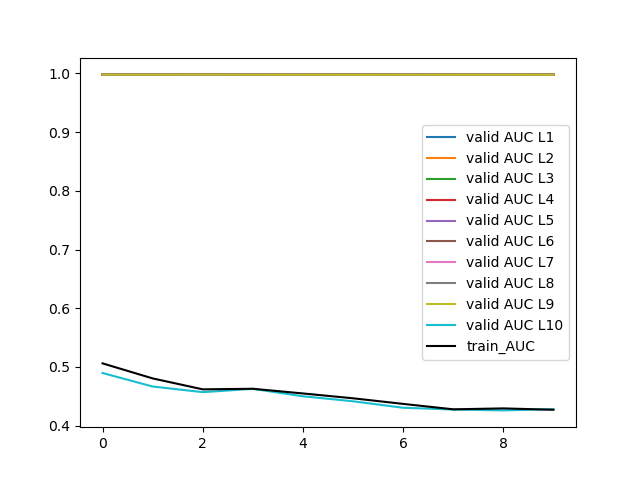 1.0
0.9
0.8
0.7
0.6
0.5
0.4
0 2 4 6 8
valid AUC L1
valid AUC L2
valid AUC L3
valid AUC L4
valid AUC L5
valid AUC L6
valid AUC L7
valid AUC L8
valid AUC L9
valid AUC L10
train_AUC